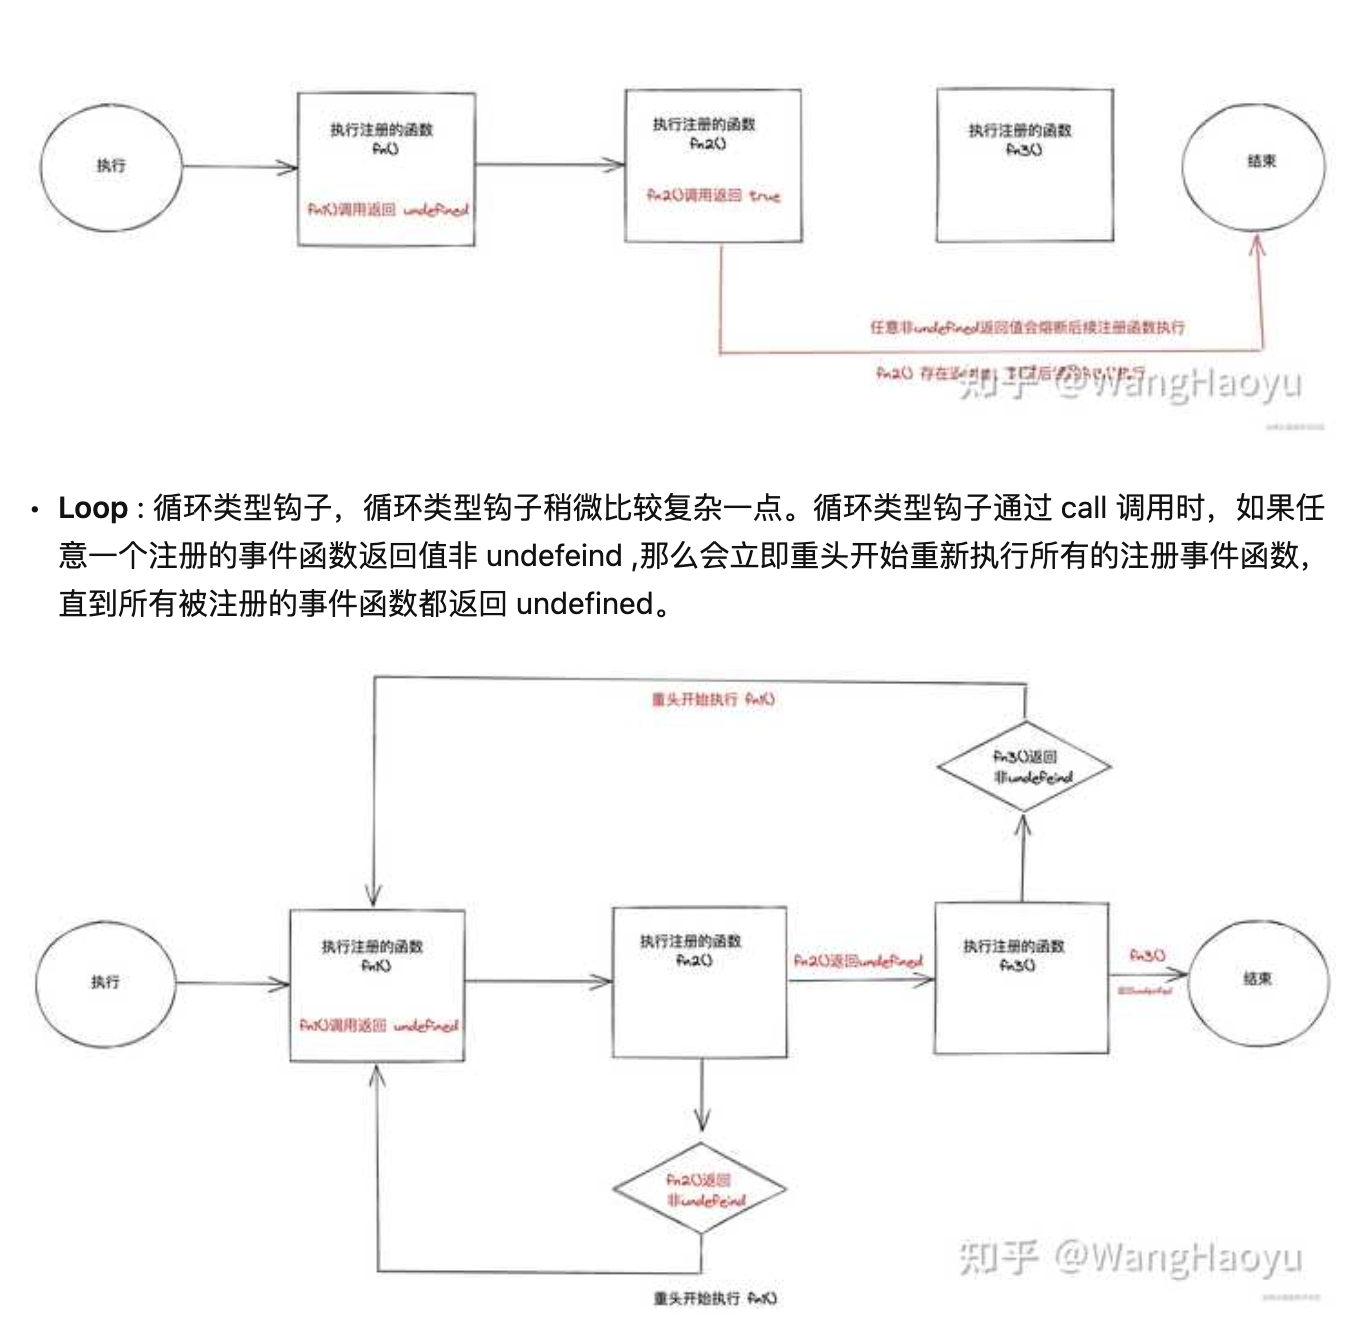 执行
执行注册的函数
fn()
fn1()调用返回 undefined
执行注册的函数
fn2()
fn2()调用返回 true
执行注册的函数
fn3()
结束
任意非undefined返回值会熔断后续注册函数执行
fn2() 存在
知乎 @WangHaoyu
• Loop : 循环类型钩子，循环类型钩子稍微比较复杂一点。循环类型钩子通过 call 调用时，如果任
意一个注册的事件函数返回值非 undefeind ,那么会立即重头开始重新执行所有的注册事件函数，
直到所有被注册的事件函数都返回 undefined。
重头开始执行 fn1()
fn3()返回
非undefeind
执行
执行注册的函数
fn1()
fn1()调用返回 undefined
执行注册的函数
fn2()
fn2()返回undefined
执行注册的函数
fn3()
fn3()
结束
fn2()返回
非undefeind
重头开始执行 fn1()
知乎 @WangHaoyu